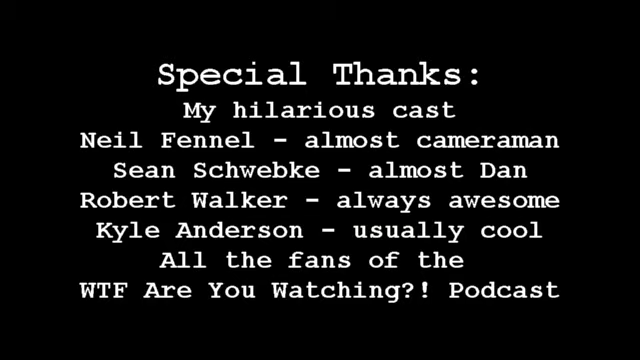 Special Thanks:
My hilarious cast
Neil Fennel - almost cameraman
Sean Schwebke - almost Dan
Robert Walker - always awesome
Kyle Anderson - usually cool
All the fans of the
WTF Are You Watching?! Podcast